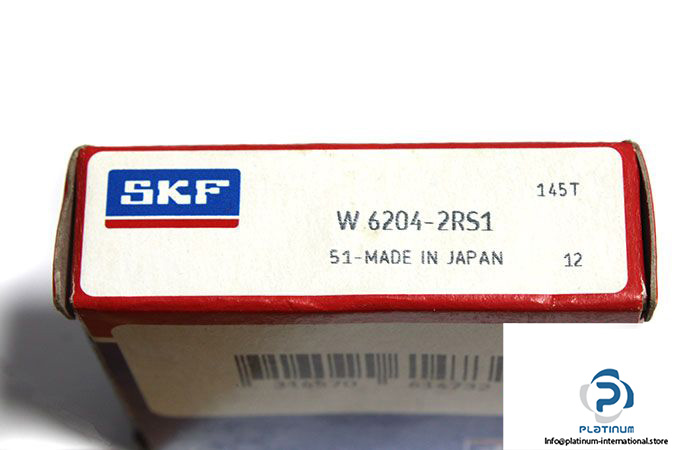 SKF
145T
W 6204-2RS1
51-MADE IN JAPAN 12
PLATINUM
Info@platinum-international.store